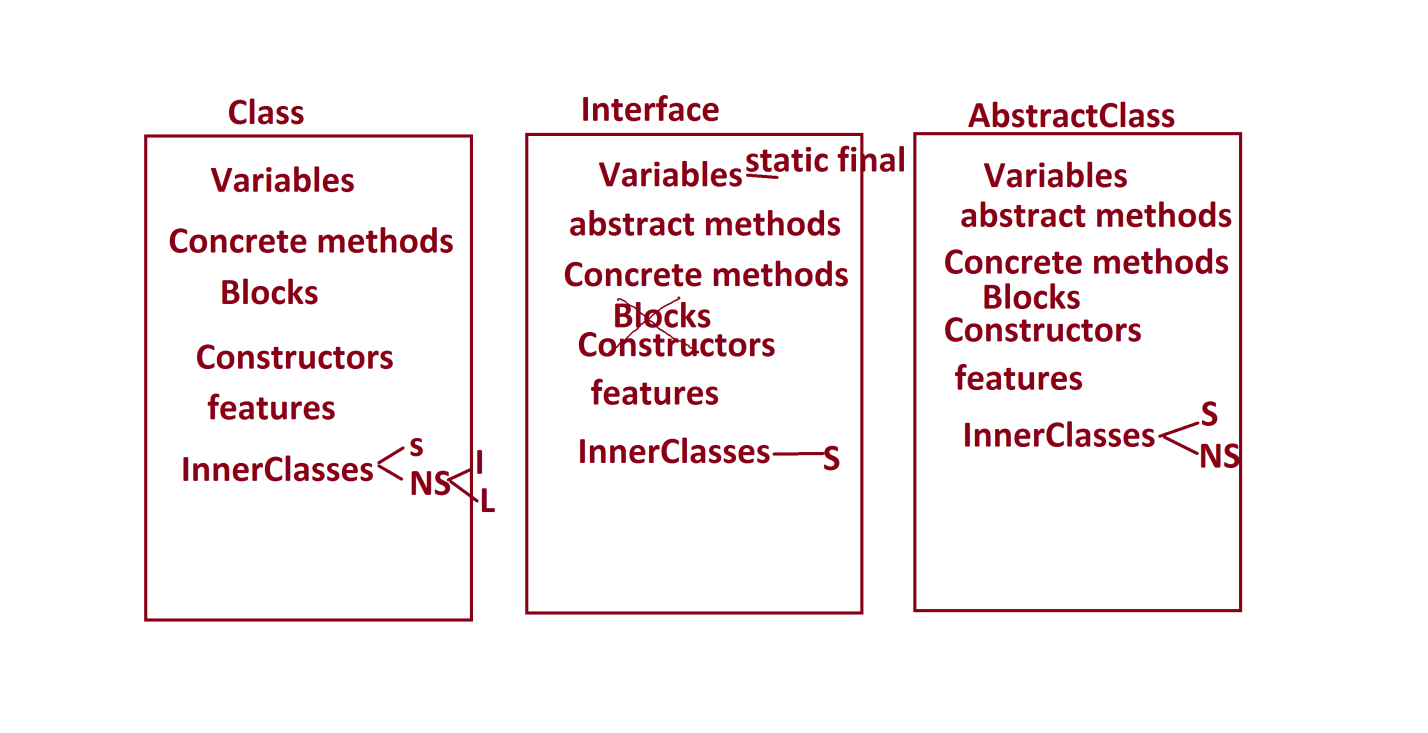 Class
Variables
Concrete methods
Blocks
Constructors
features
InnerClasses
s
NS
I
L
Interface
Variables
static final
abstract methods
Concrete methods
Blocks
Constructors
features
InnerClasses
S
AbstractClass
Variables
abstract methods
Concrete methods
Blocks
Constructors
features
InnerClasses
S
NS